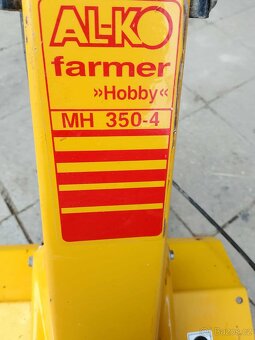 AL-KO
farmer
»Hobby«
MH 350-4